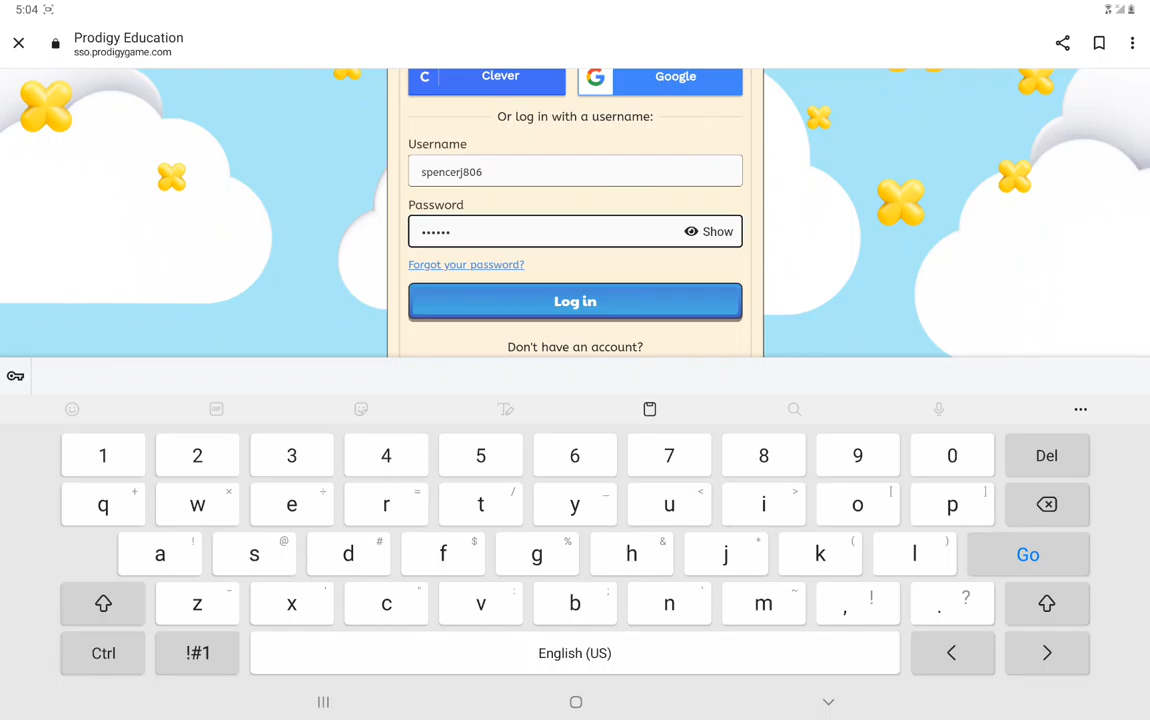 5:04
Prodigy Education
sso.prodigygame.com
C Clever
G Google
Or log in with a username:
Username
spencerj806
Password
•••••• Show
Forgot your password?
Log in
Don't have an account?
GIF T
1 2 3 4 5 6 7 8 9 0 Del
q + w × e ÷ r = t / y _ u < i > o [ p ]
a ! s @ d # f $ g % h & j * k ( l ) Go
z - x ' c " v : b ; n ` m ~ , ! . ?
Ctrl !#1 English (US) < >